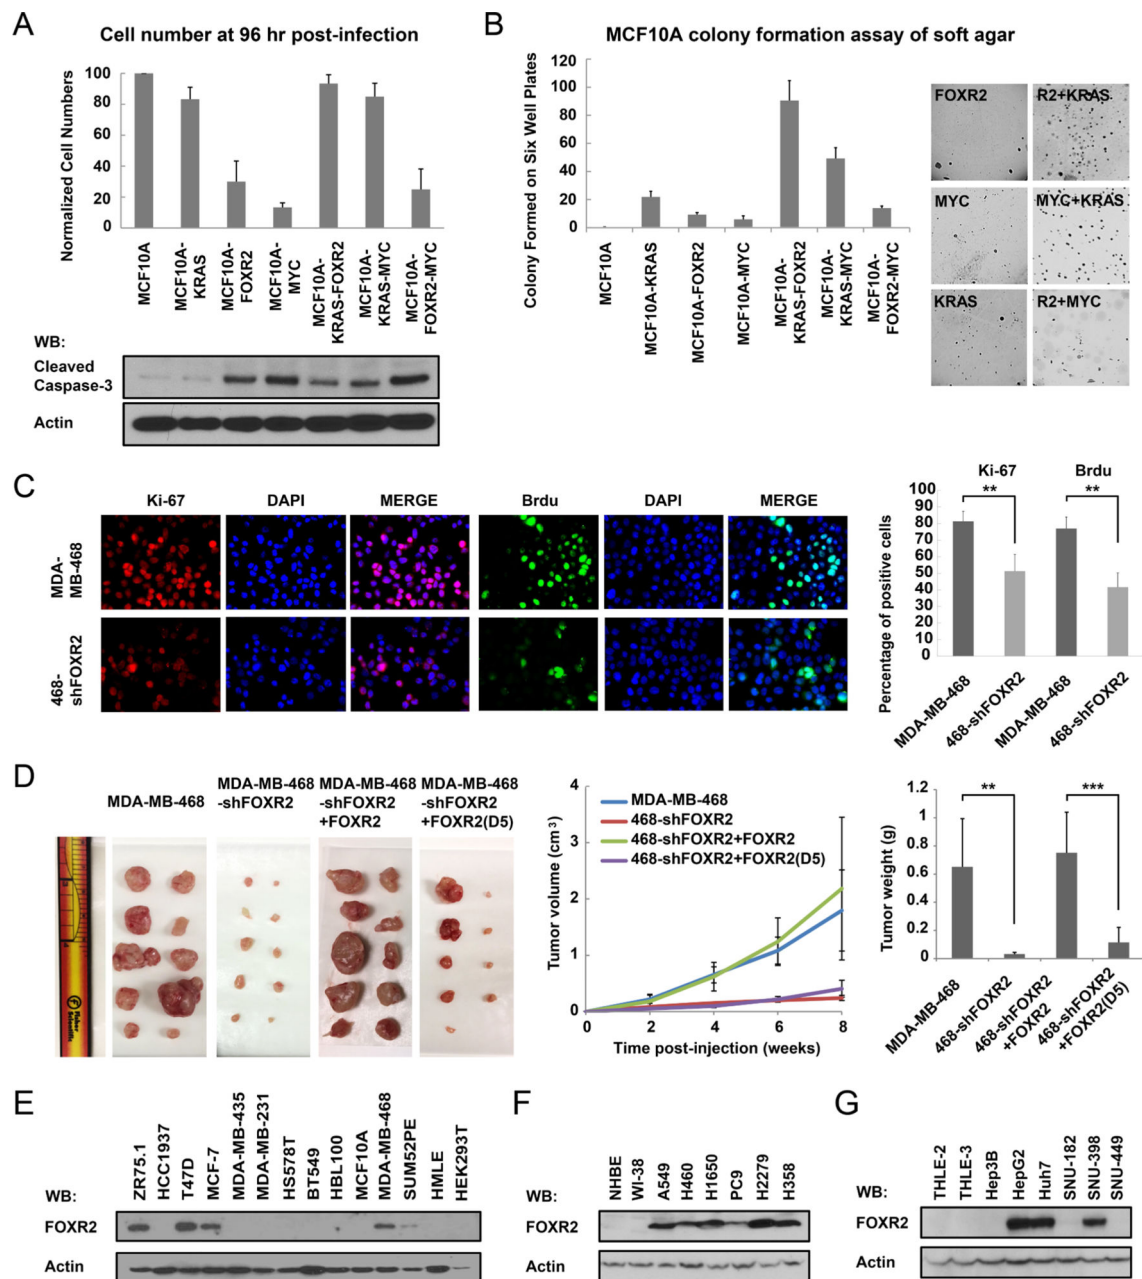 A
Cell number at 96 hr post-infection
Normalized Cell Numbers
100
80
60
40
20
0
MCF10A
MCF10A-
KRAS
MCF10A-
FOXR2
MCF10A-
MYC
MCF10A-
KRAS-FOXR2
MCF10A-
KRAS-MYC
MCF10A-
FOXR2-MYC
WB:
Cleaved
Caspase-3
Actin
B
MCF10A colony formation assay of soft agar
Colony Formed on Six Well Plates
120
100
80
60
40
20
0
MCF10A
MCF10A-KRAS
MCF10A-FOXR2
MCF10A-MYC
MCF10A-
KRAS-FOXR2
MCF10A-
KRAS-MYC
MCF10A-
FOXR2-MYC
FOXR2
R2+KRAS
MYC
MYC+KRAS
KRAS
R2+MYC
C
Ki-67
DAPI
MERGE
Brdu
DAPI
MERGE
MDA-
MB-468
468-
shFOXR2
Ki-67
Brdu
**
**
Percentage of positive cells
100
90
80
70
60
50
40
30
20
10
0
MDA-MB-468
468-shFOXR2
MDA-MB-468
468-shFOXR2
D
MDA-MB-468
MDA-MB-468
-shFOXR2
MDA-MB-468
-shFOXR2
+FOXR2
MDA-MB-468
-shFOXR2
+FOXR2(D5)
Fisher
Scientific
Tumor volume (cm³)
4
3
2
1
0
MDA-MB-468
468-shFOXR2
468-shFOXR2+FOXR2
468-shFOXR2+FOXR2(D5)
0
2
4
6
8
Time post-injection (weeks)
Tumor weight (g)
1.2
1
0.8
0.6
0.4
0.2
0
**
***
MDA-MB-468
468-shFOXR2
468-shFOXR2
+FOXR2
468-shFOXR2
+FOXR2(D5)
E
ZR75.1
HCC1937
T47D
MCF-7
MDA-MB-435
MDA-MB-231
HS578T
BT549
HBL100
MCF10A
MDA-MB-468
SUM52PE
HMLE
HEK293T
WB:
FOXR2
Actin
F
NHBE
WI-38
A549
H460
H1650
PC9
H2279
H358
WB:
FOXR2
Actin
G
THLE-2
THLE-3
Hep3B
HepG2
Huh7
SNU-182
SNU-398
SNU-449
WB:
FOXR2
Actin